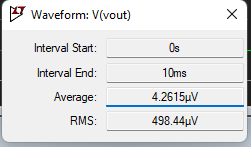 Waveform: V(vout)
Interval Start: 0s
Interval End: 10ms
Average: 4.2615µV
RMS: 498.44µV